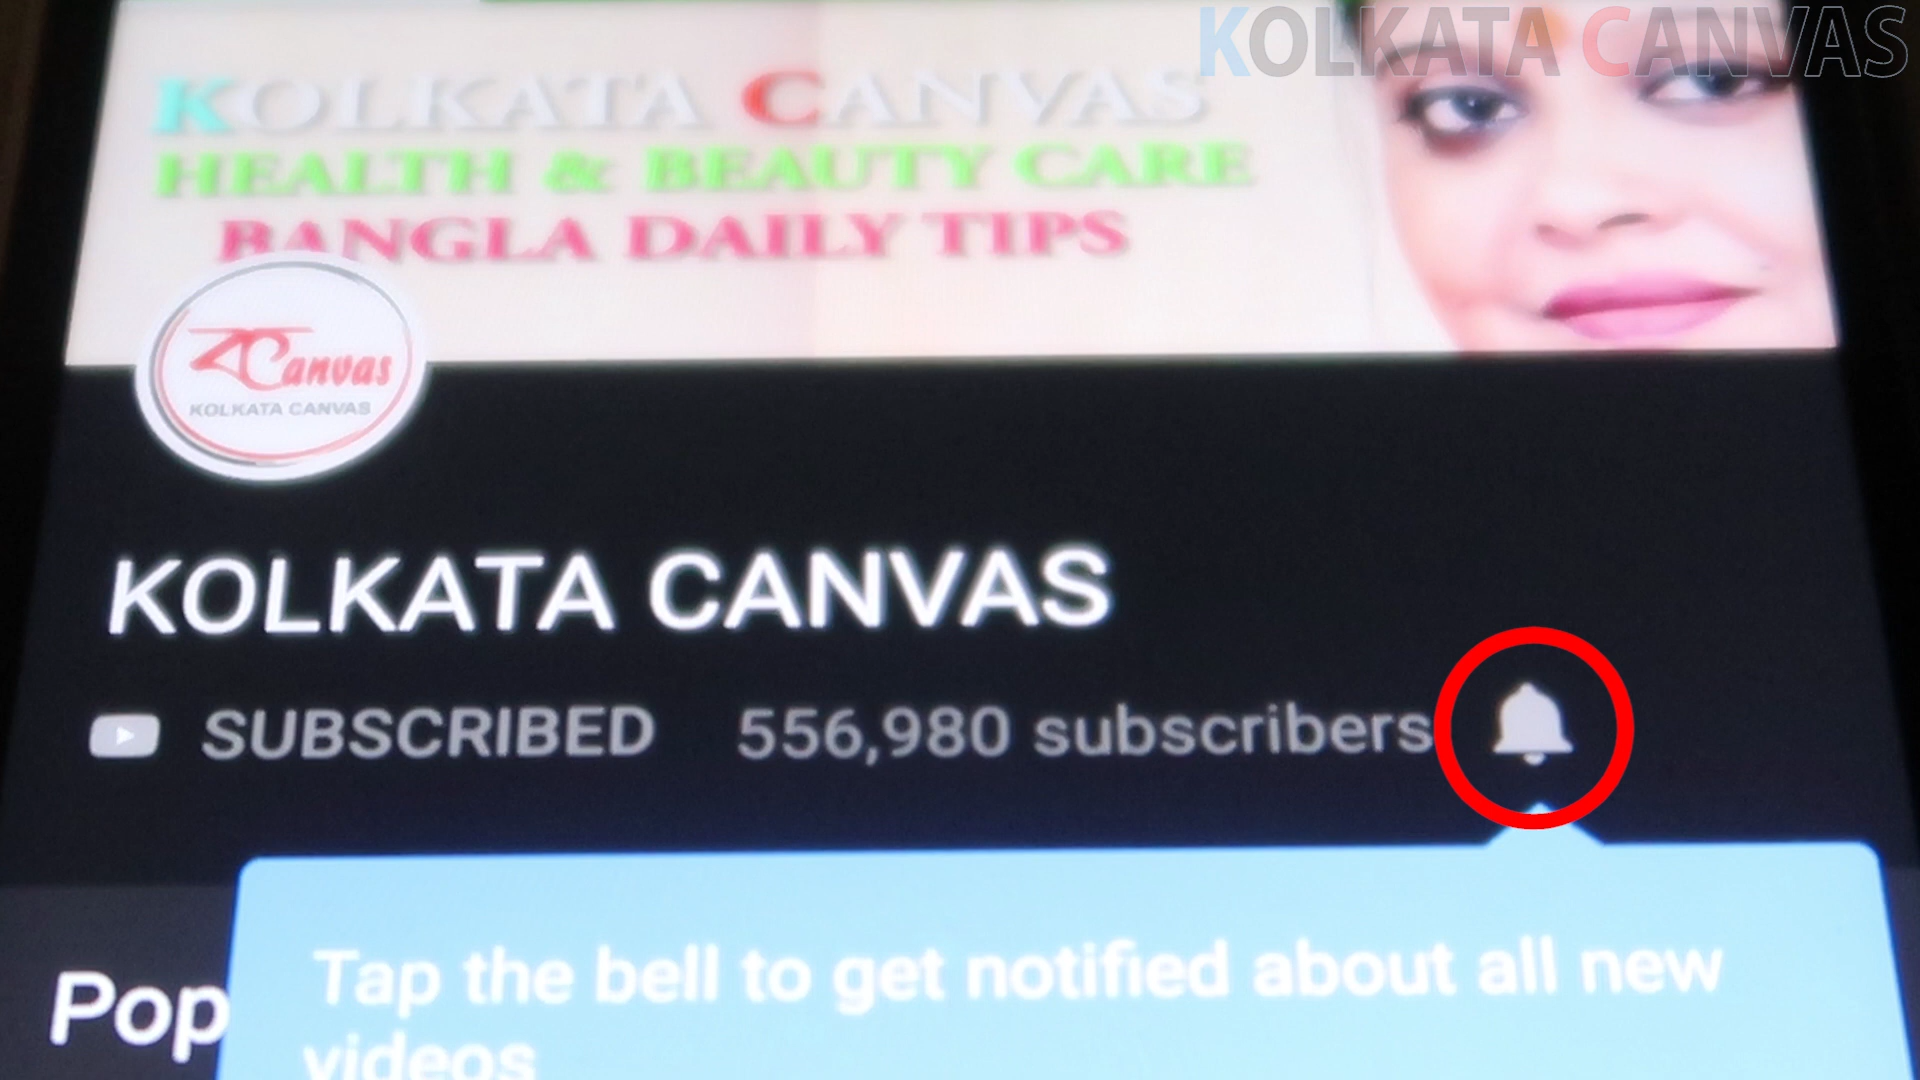 KOLKATA CANVAS
KOLKATA CANVAS
HEALTH & BEAUTY CARE
BANGLA DAILY TIPS
Canvas
KOLKATA CANVAS
KOLKATA CANVAS
SUBSCRIBED 556,980 subscribers
Tap the bell to get notified about all new
videos
Pop